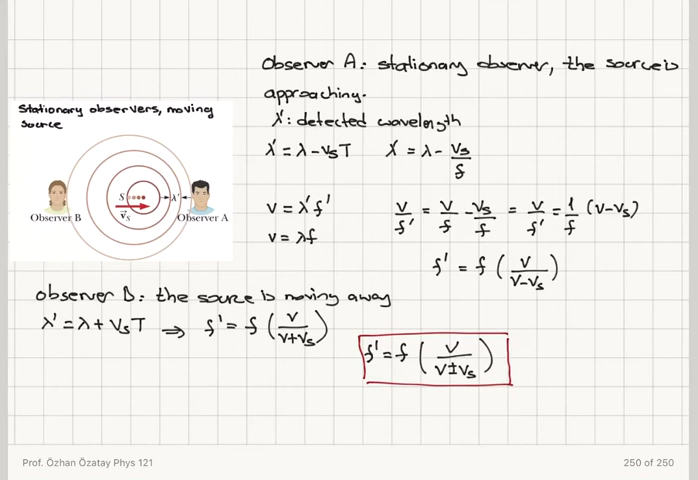 Observer A: stationary observer, the source is
approaching.
λ': detected wavelength
λ' = λ - vsT λ' = λ - vs/f
Stationary observers, moving
source
S
vs
λ'
Observer B
Observer A
v = λ'f'
v = λf
v/f' = v/f - vs/f = v/f' = 1/f (v-vs)
f' = f (v/(v-vs))
observer B: the source is moving away
λ' = λ + vsT ⇒ f' = f (v/(v+vs))
f' = f (v/(v±vs))
Prof. Özhan Özatay Phys 121
250 of 250